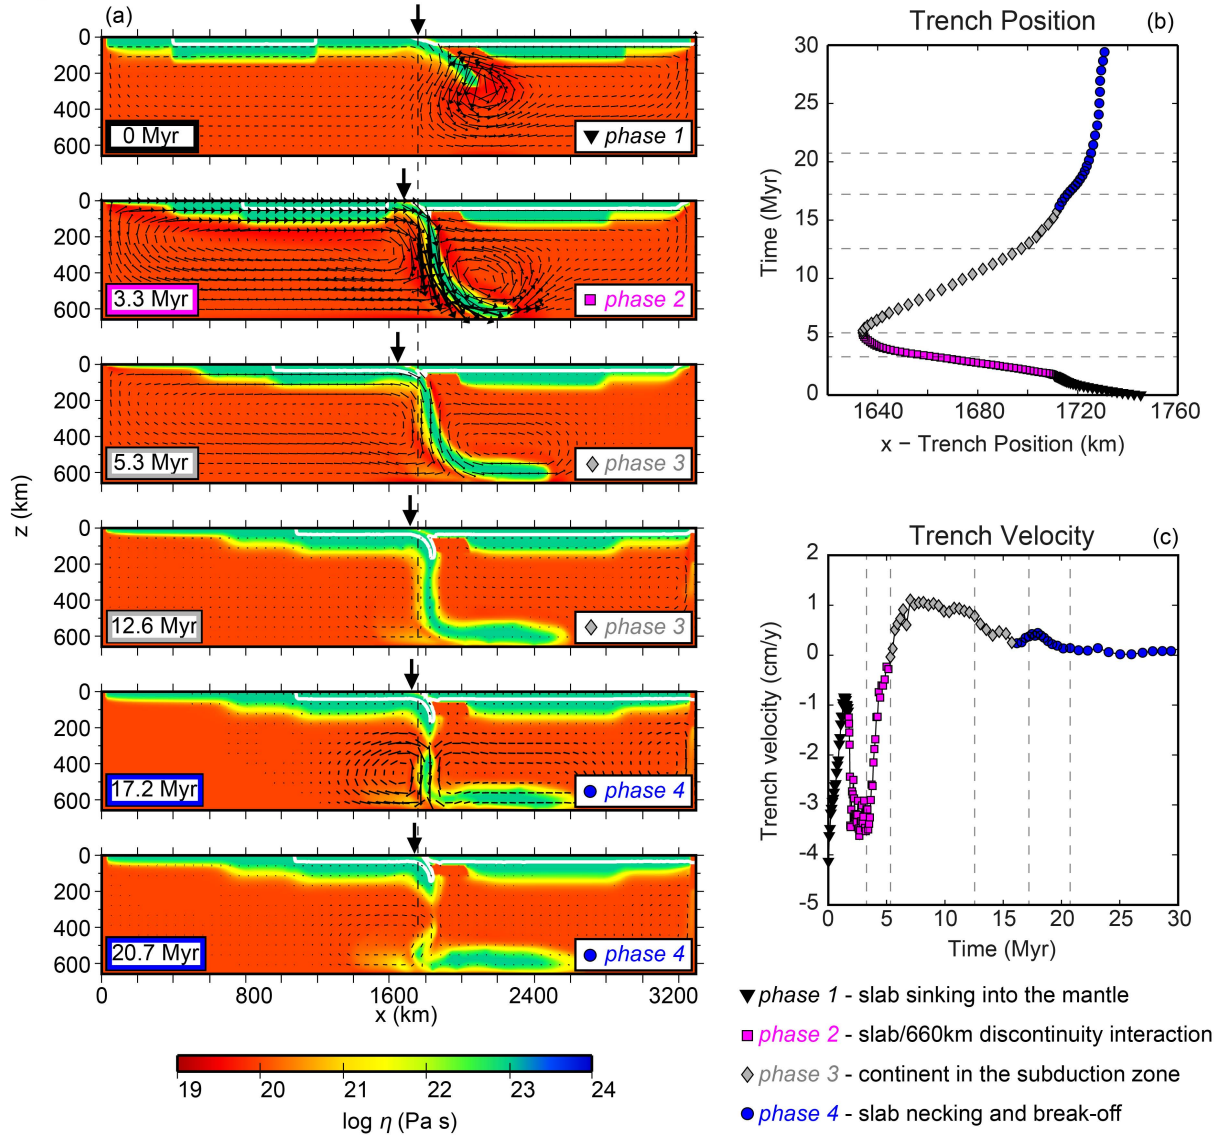 (a)
0
200
400
600
0 Myr
phase 1
0
200
400
600
3.3 Myr
phase 2
0
200
400
600
5.3 Myr
phase 3
z (km)
0
200
400
600
12.6 Myr
phase 3
0
200
400
600
17.2 Myr
phase 4
0
200
400
600
20.7 Myr
phase 4
0 800 1600 2400 3200
x (km)
19 20 21 22 23 24
log η (Pa s)
Trench Position (b)
30
25
20
15
10
5
0
Time (Myr)
1640 1680 1720 1760
x − Trench Position (km)
Trench Velocity (c)
2
1
0
-1
-2
-3
-4
-5
Trench velocity (cm/y)
0 5 10 15 20 25 30
Time (Myr)
phase 1 - slab sinking into the mantle
phase 2 - slab/660km discontinuity interaction
phase 3 - continent in the subduction zone
phase 4 - slab necking and break-off